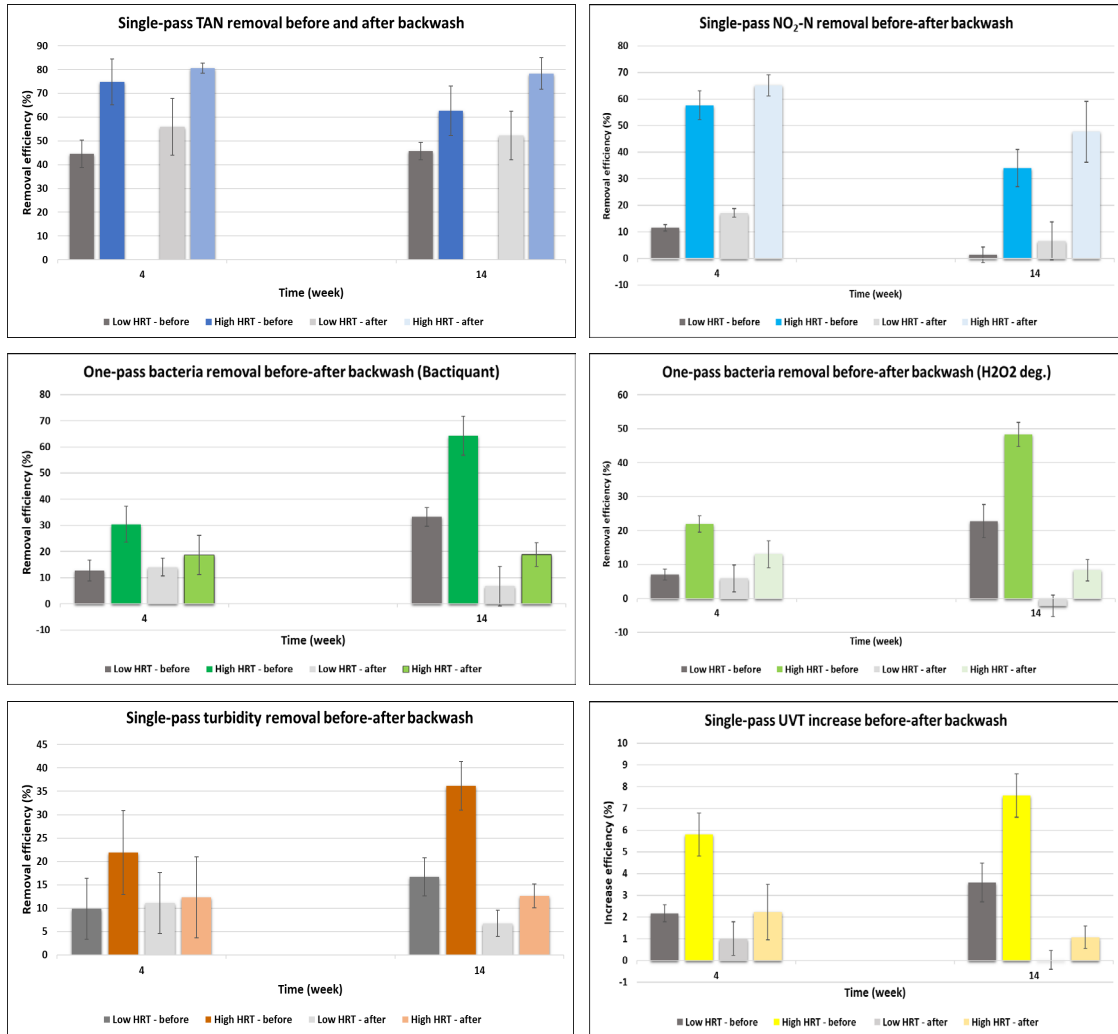 Single-pass TAN removal before and after backwash
Removal efficiency (%)
90
80
70
60
50
40
30
20
10
0
4
14
Time (week)
Low HRT - before
High HRT - before
Low HRT - after
High HRT - after
Single-pass NO₂-N removal before-after backwash
Removal efficiency (%)
80
70
60
50
40
30
20
10
0
-10
4
14
Time (week)
Low HRT - before
High HRT - before
Low HRT - after
High HRT - after
One-pass bacteria removal before-after backwash (Bactiquant)
Removal efficiency (%)
80
70
60
50
40
30
20
10
0
-10
4
14
Time (week)
Low HRT - before
High HRT - before
Low HRT - after
High HRT - after
One-pass bacteria removal before-after backwash (H2O2 deg.)
Removal efficiency (%)
60
50
40
30
20
10
0
-10
4
14
Time (week)
Low HRT - before
High HRT - before
Low HRT - after
High HRT - after
Single-pass turbidity removal before-after backwash
Removal efficiency (%)
45
40
35
30
25
20
15
10
5
0
4
14
Time (week)
Low HRT - before
High HRT - before
Low HRT - after
High HRT - after
Single-pass UVT increase before-after backwash
Increase efficiency (%)
10
9
8
7
6
5
4
3
2
1
0
-1
4
14
Time (week)
Low HRT - before
High HRT - before
Low HRT - after
High HRT - after